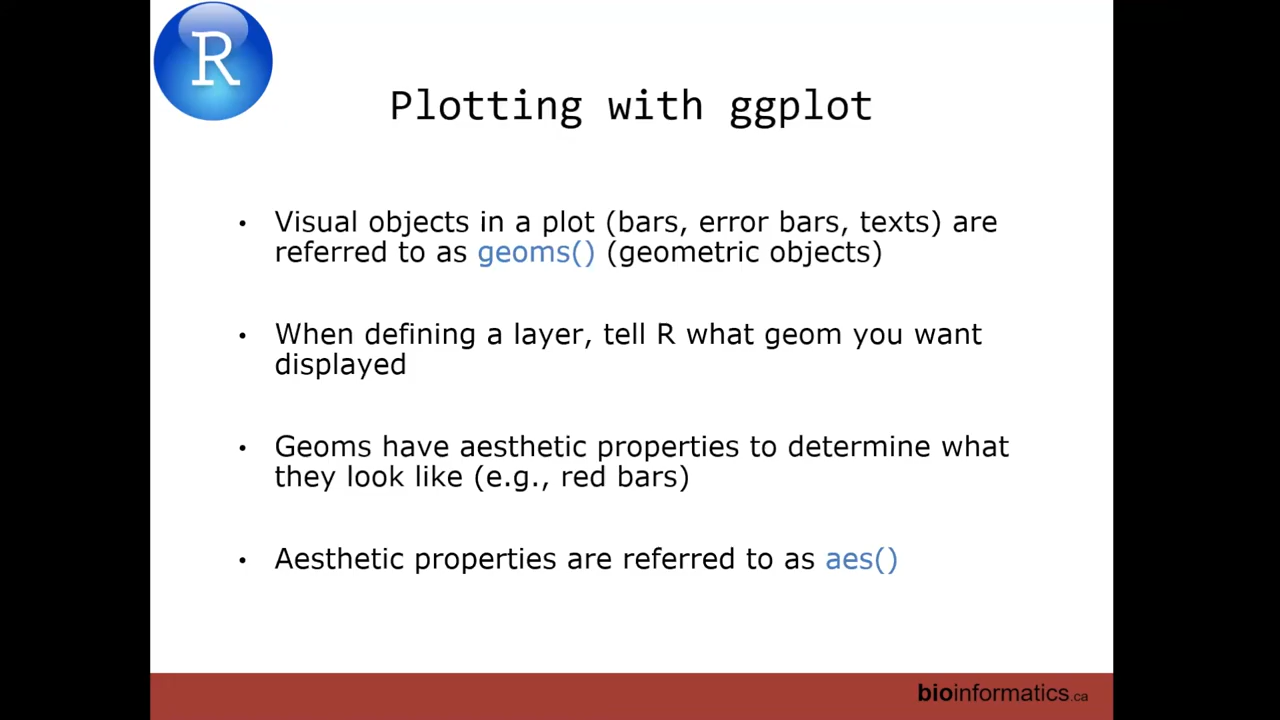 R
Plotting with ggplot
• Visual objects in a plot (bars, error bars, texts) are
referred to as geoms() (geometric objects)
• When defining a layer, tell R what geom you want
displayed
• Geoms have aesthetic properties to determine what
they look like (e.g., red bars)
• Aesthetic properties are referred to as aes()
bioinformatics.ca